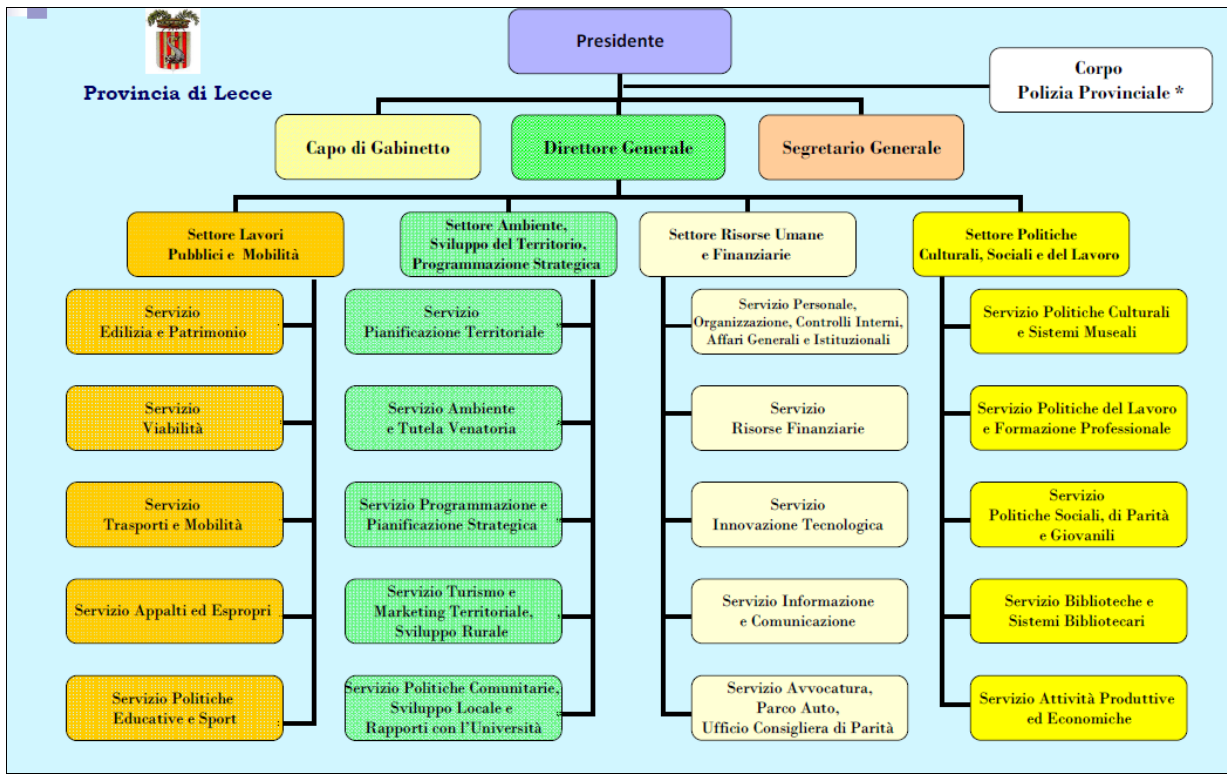 Provincia di Lecce
Presidente
Corpo
Polizia Provinciale *
Capo di Gabinetto
Direttore Generale
Segretario Generale
Settore Lavori
Pubblici e Mobilità
Settore Ambiente,
Sviluppo del Territorio,
Programmazione Strategica
Settore Risorse Umane
e Finanziarie
Settore Politiche
Culturali, Sociali e del Lavoro
Servizio
Edilizia e Patrimonio
Servizio
Viabilità
Servizio
Trasporti e Mobilità
Servizio Appalti ed Espropri
Servizio Politiche
Educative e Sport
Servizio
Pianificazione Territoriale
Servizio Ambiente
e Tutela Venatoria
Servizio Programmazione e
Pianificazione Strategica
Servizio Turismo e
Marketing Territoriale,
Sviluppo Rurale
Servizio Politiche Comunitarie,
Sviluppo Locale e
Rapporti con l'Università
Servizio Personale,
Organizzazione, Controlli Interni,
Affari Generali e Istituzionali
Servizio
Risorse Finanziarie
Servizio
Innovazione Tecnologica
Servizio Informazione
e Comunicazione
Servizio Avvocatura,
Parco Auto,
Ufficio Consigliera di Parità
Servizio Politiche Culturali
e Sistemi Museali
Servizio Politiche del Lavoro
e Formazione Professionale
Servizio
Politiche Sociali, di Parità
e Giovanili
Servizio Biblioteche e
Sistemi Bibliotecari
Servizio Attività Produttive
ed Economiche